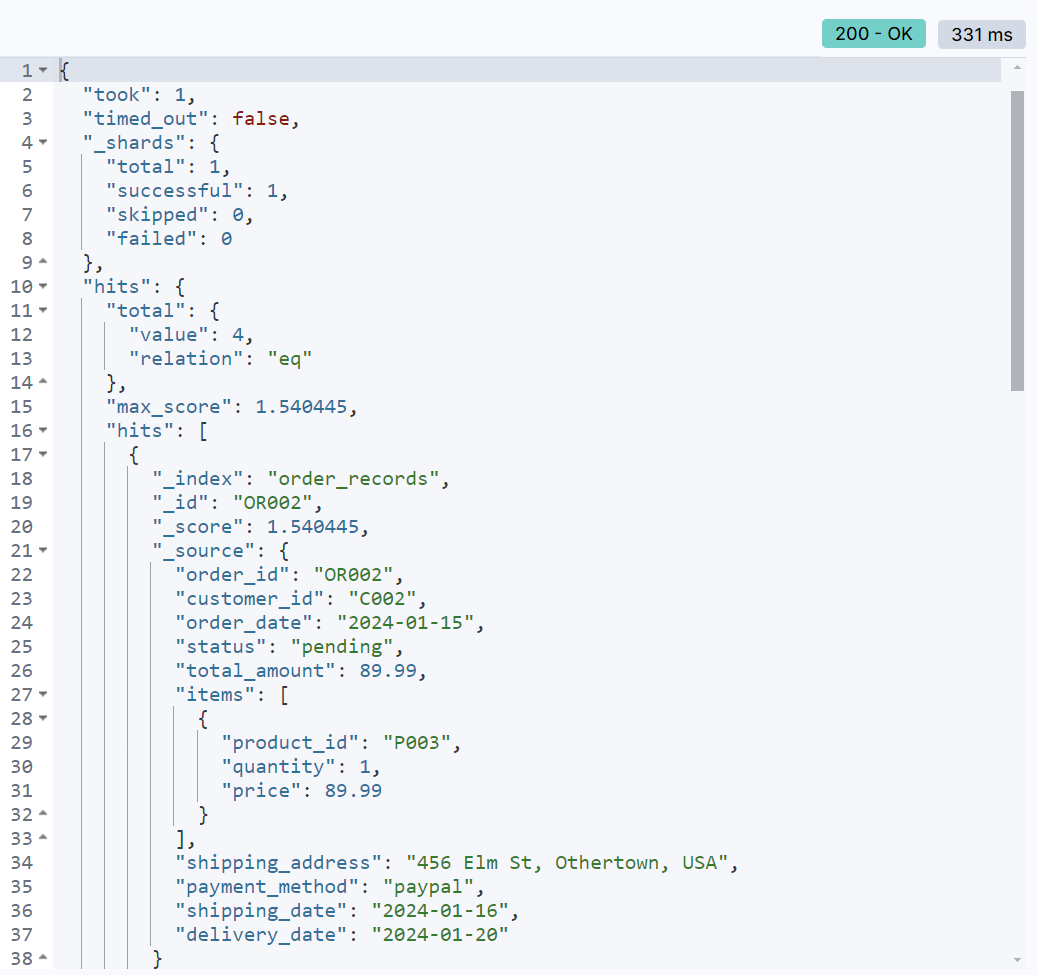 200 - OK 331 ms
1 {
2 "took": 1,
3 "timed_out": false,
4 "_shards": {
5 "total": 1,
6 "successful": 1,
7 "skipped": 0,
8 "failed": 0
9 },
10 "hits": {
11 "total": {
12 "value": 4,
13 "relation": "eq"
14 },
15 "max_score": 1.540445,
16 "hits": [
17 {
18 "_index": "order_records",
19 "_id": "OR002",
20 "_score": 1.540445,
21 "_source": {
22 "order_id": "OR002",
23 "customer_id": "C002",
24 "order_date": "2024-01-15",
25 "status": "pending",
26 "total_amount": 89.99,
27 "items": [
28 {
29 "product_id": "P003",
30 "quantity": 1,
31 "price": 89.99
32 }
33 ],
34 "shipping_address": "456 Elm St, Othertown, USA",
35 "payment_method": "paypal",
36 "shipping_date": "2024-01-16",
37 "delivery_date": "2024-01-20"
38 }